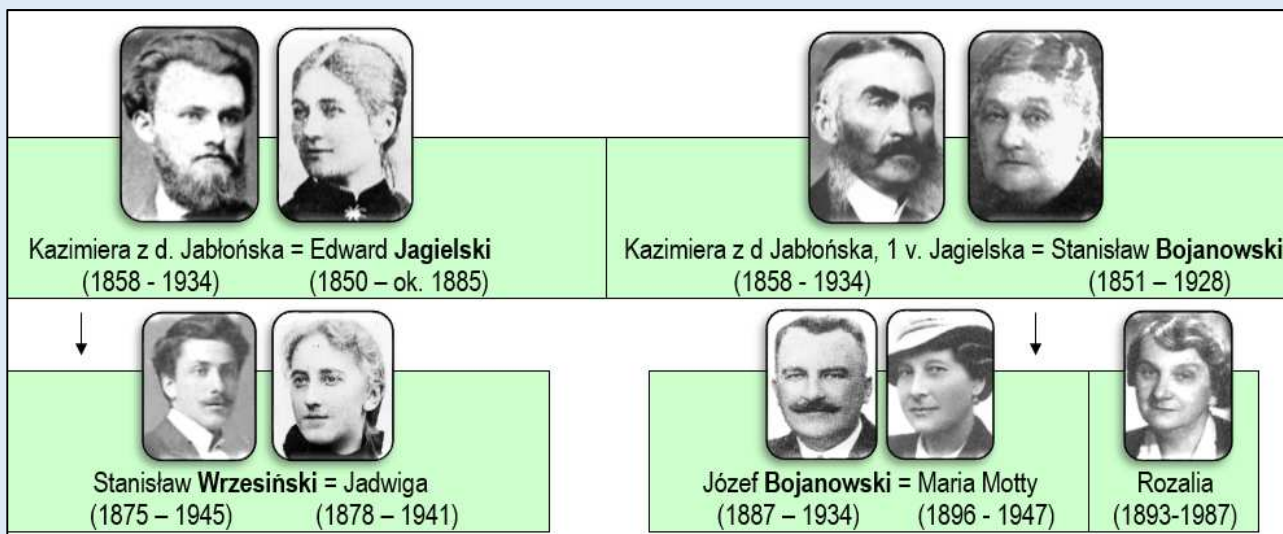 Kazimiera z d. Jabłońska = Edward Jagielski
(1858 - 1934) (1850 – ok. 1885)
Kazimiera z d Jabłońska, 1 v. Jagielska = Stanisław Bojanowski
(1858 - 1934) (1851 – 1928)
Stanisław Wrzesiński = Jadwiga
(1875 – 1945) (1878 – 1941)
Józef Bojanowski = Maria Motty
(1887 – 1934) (1896 - 1947)
Rozalia
(1893-1987)